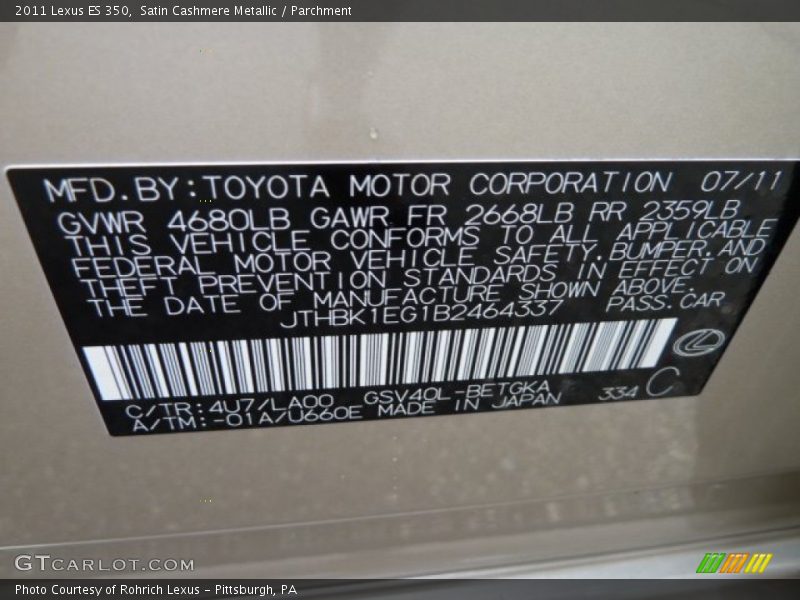 2011 Lexus ES 350, Satin Cashmere Metallic / Parchment
MFD. BY: TOYOTA MOTOR CORPORATION 07/11
GVWR 4680LB GAWR FR 2668LB RR 2359LB
THIS VEHICLE CONFORMS TO ALL APPLICABLE
FEDERAL MOTOR VEHICLE SAFETY, BUMPER, AND
THEFT PREVENTION STANDARDS IN EFFECT ON
THE DATE OF MANUFACTURE SHOWN ABOVE.
JTHBK1EG1B2464337 PASS. CAR
C/TR: 4U7/LA00 GSV40L-BETGKA 334 C
A/TM: -01A/U660E MADE IN JAPAN
GTCARLOT.COM
Photo Courtesy of Rohrich Lexus - Pittsburgh, PA